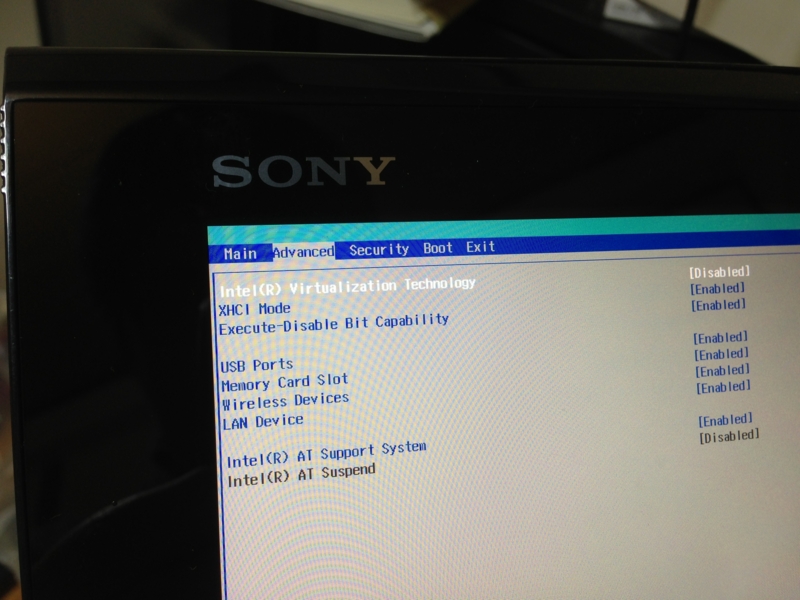 SONY
Main Advanced Security Boot Exit
Intel(R) Virtualization Technology [Disabled]
XHCI Mode [Enabled]
Execute-Disable Bit Capability [Enabled]
USB Ports [Enabled]
Memory Card Slot [Enabled]
Wireless Devices [Enabled]
LAN Device [Enabled]
Intel(R) AT Support System [Enabled]
Intel(R) AT Suspend [Disabled]